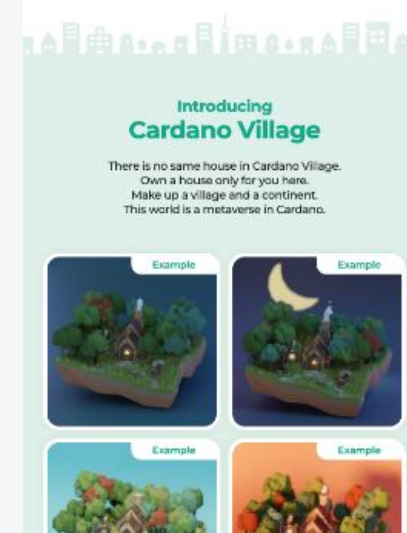 Introducing
Cardano Village
There is no same house in Cardano Village.
Own a house only for you here.
Make up a village and a continent.
This world is a metaverse in Cardano.
Example
Example
Example
Example